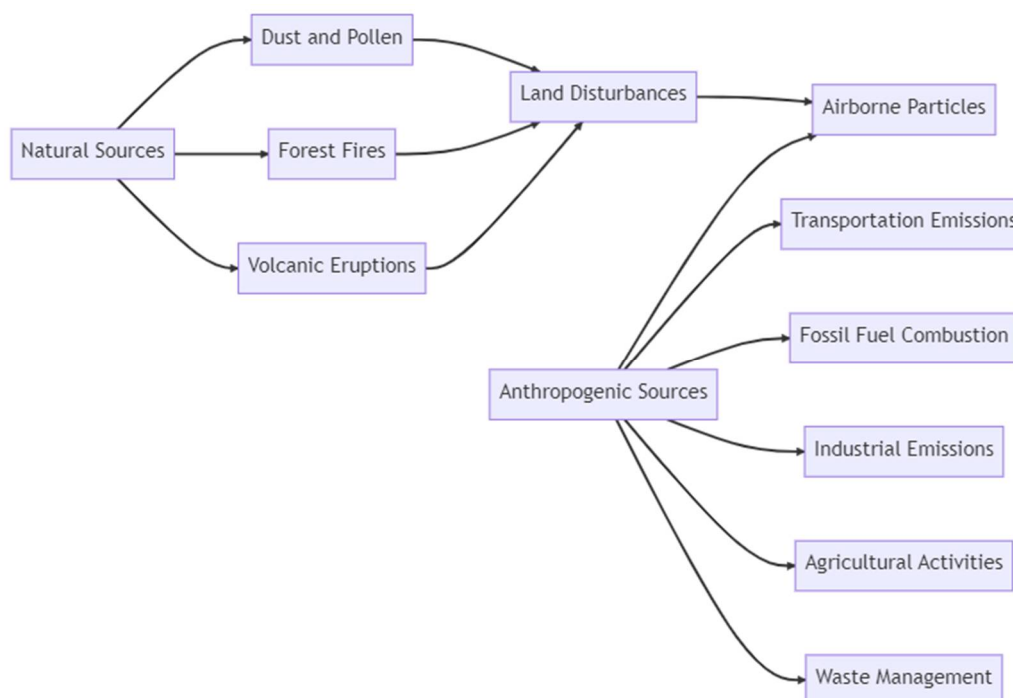 Dust and Pollen
Land Disturbances
Airborne Particles
Natural Sources
Forest Fires
Transportation Emissions
Volcanic Eruptions
Fossil Fuel Combustion
Anthropogenic Sources
Industrial Emissions
Agricultural Activities
Waste Management